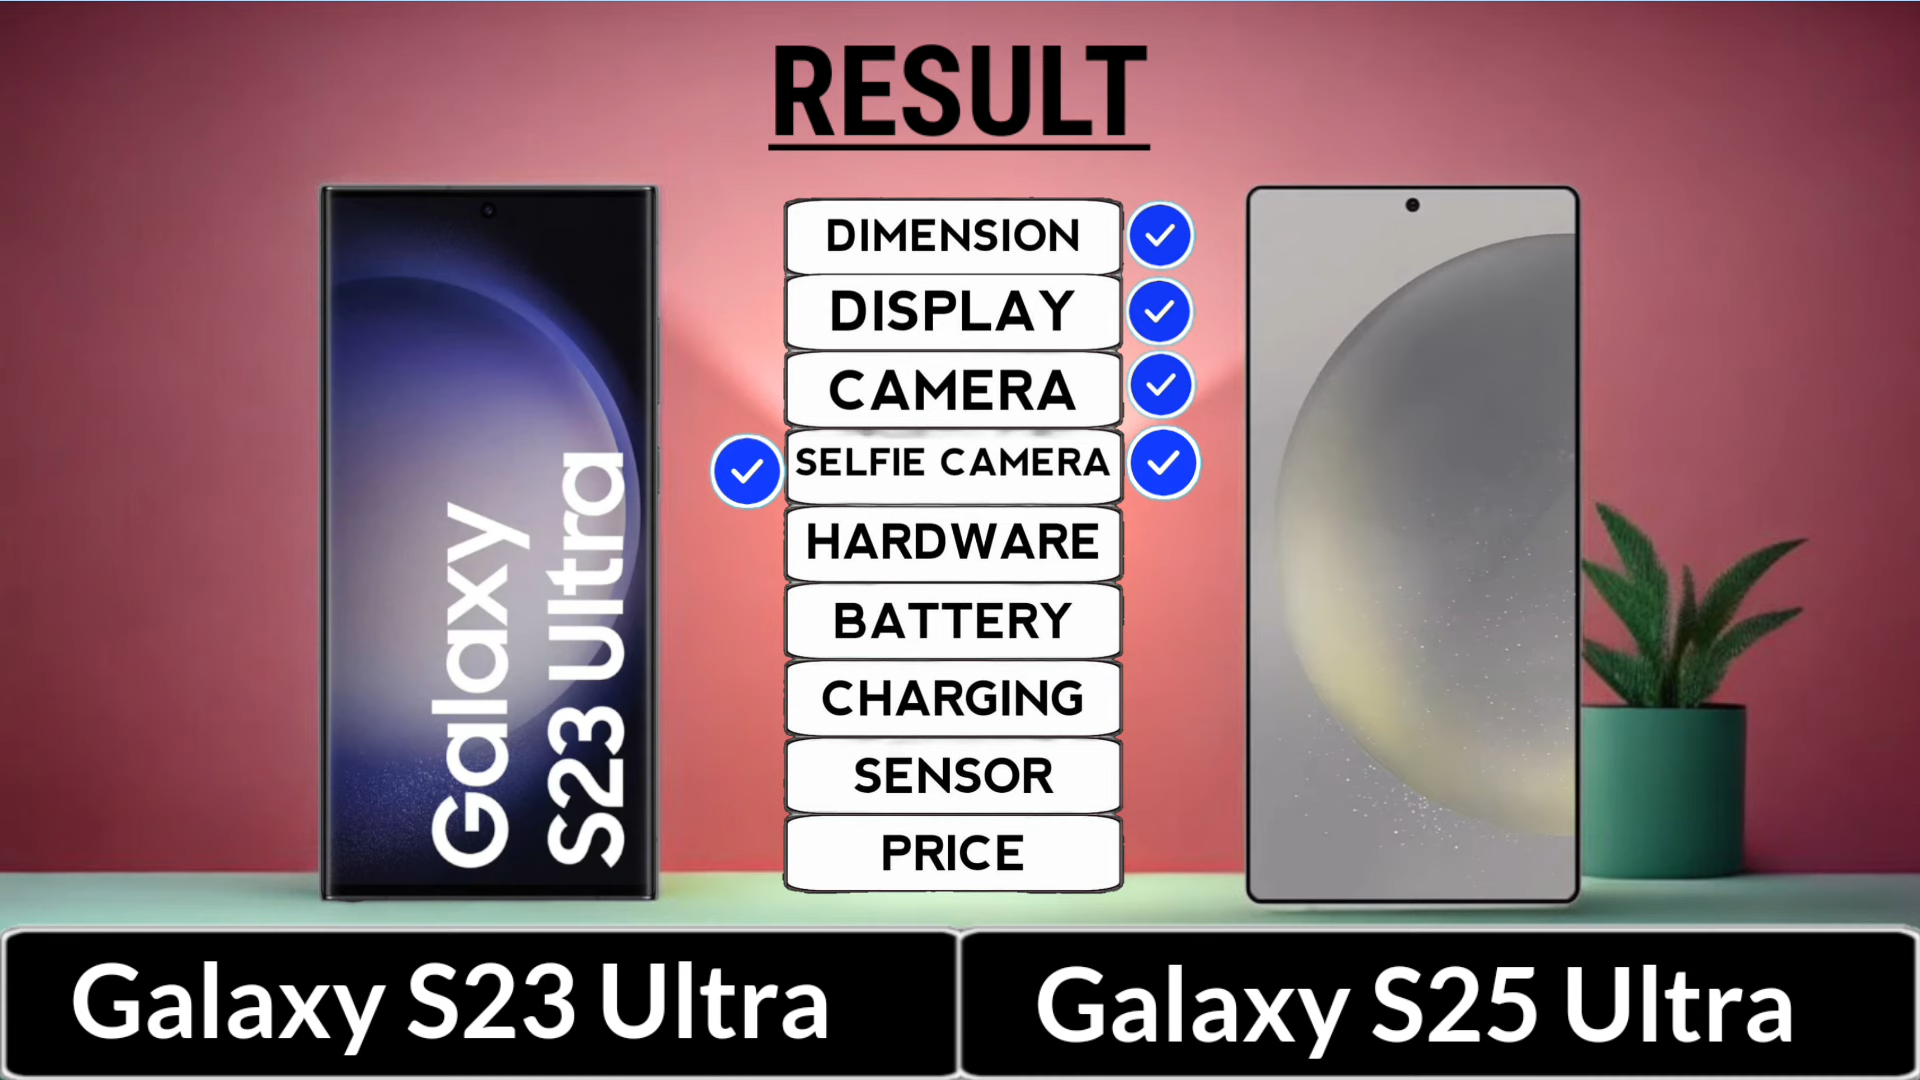 RESULT
Galaxy
S23 Ultra
DIMENSION
DISPLAY
CAMERA
SELFIE CAMERA
HARDWARE
BATTERY
CHARGING
SENSOR
PRICE
Galaxy S23 Ultra
Galaxy S25 Ultra